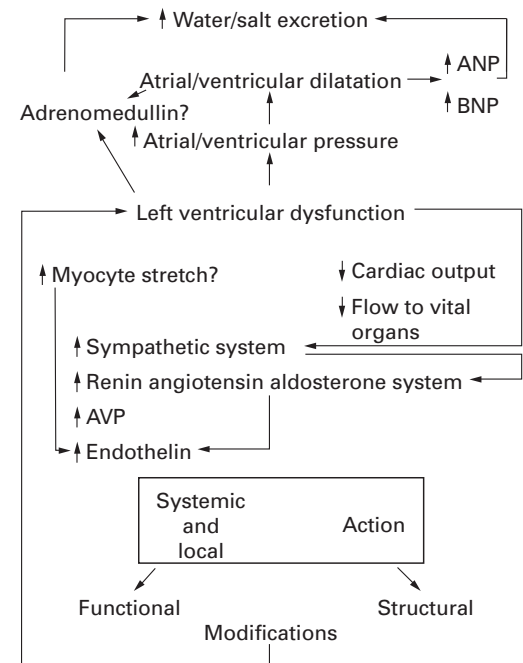 ↑ Water/salt excretion
↑ ANP
Atrial/ventricular dilatation
↑ BNP
Adrenomedullin?
↑ Atrial/ventricular pressure
Left ventricular dysfunction
↑ Myocyte stretch?
↓ Cardiac output
↓ Flow to vital
organs
↑ Sympathetic system
↑ Renin angiotensin aldosterone system
↑ AVP
↑ Endothelin
Systemic
and
local
Action
Functional
Structural
Modifications